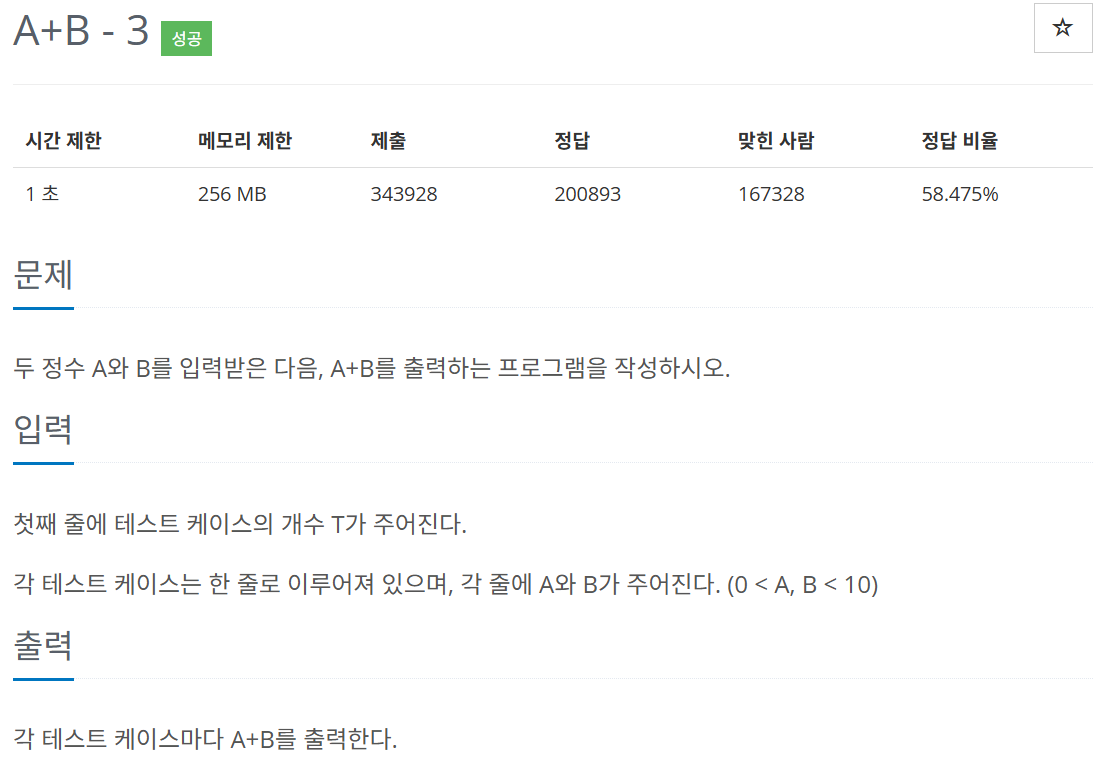 A+B - 3 성공
☆
시간 제한 메모리 제한 제출 정답 맞힌 사람 정답 비율
1 초 256 MB 343928 200893 167328 58.475%
문제
두 정수 A와 B를 입력받은 다음, A+B를 출력하는 프로그램을 작성하시오.
입력
첫째 줄에 테스트 케이스의 개수 T가 주어진다.
각 테스트 케이스는 한 줄로 이루어져 있으며, 각 줄에 A와 B가 주어진다. (0 < A, B < 10)
출력
각 테스트 케이스마다 A+B를 출력한다.